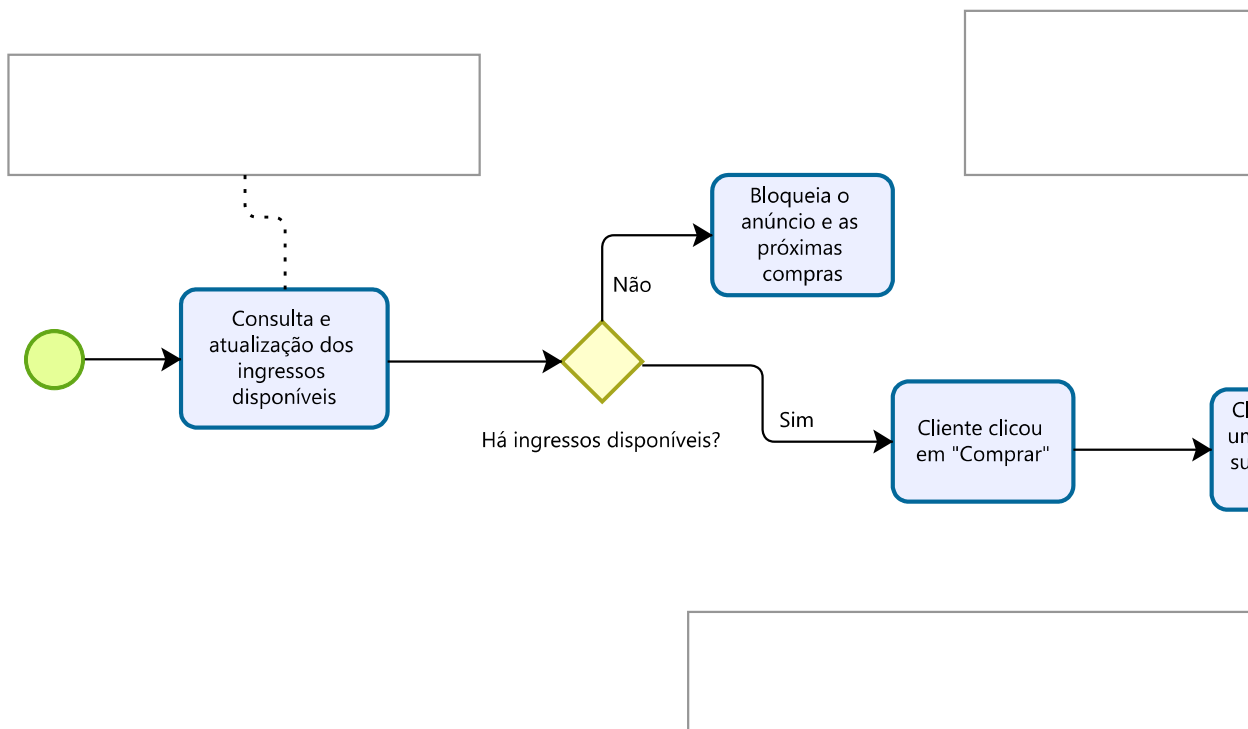 Bloqueia o
anúncio e as
próximas
compras
Não
Consulta e
atualização dos
ingressos
disponíveis
Há ingressos disponíveis?
Sim
Cliente clicou
em "Comprar"